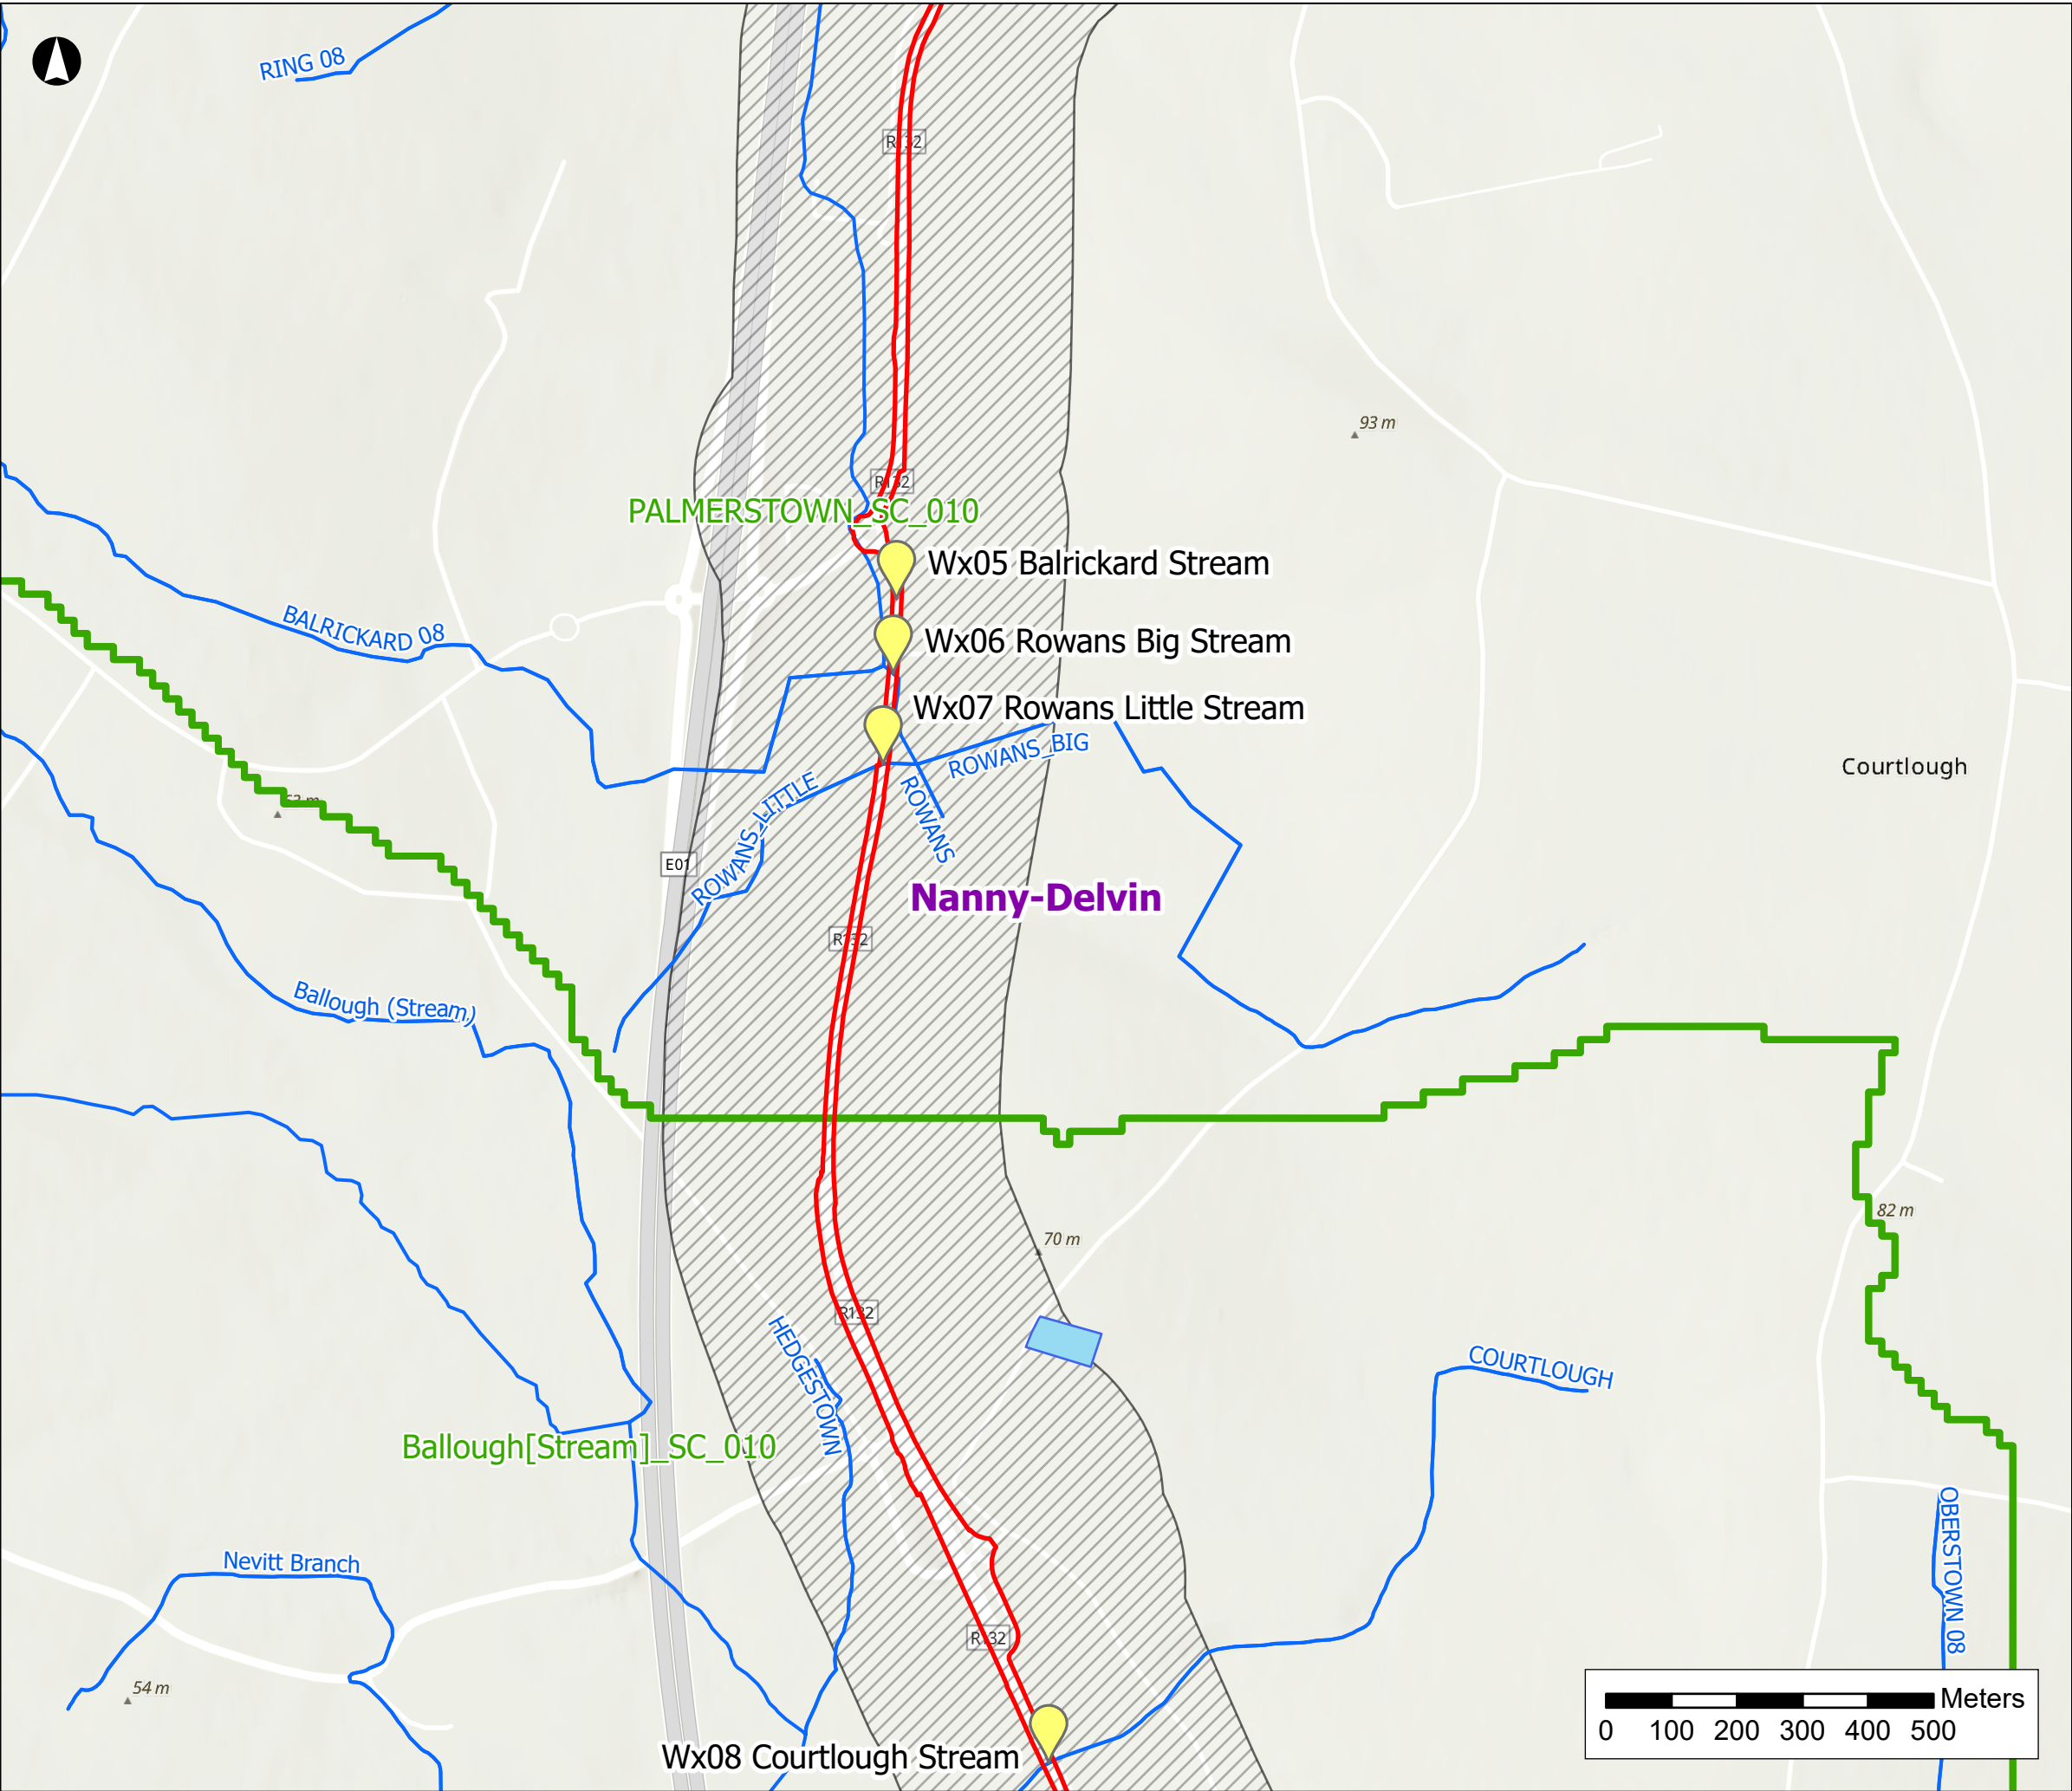 RING 08
R132
93 m
R132
PALMERSTOWN_SC_010
Wx05 Balrickard Stream
BALRICKARD 08
Wx06 Rowans Big Stream
Wx07 Rowans Little Stream
ROWANS_BIG
Courtlough
ROWANS_LITTLE
ROWANS
63 m
E01
Nanny-Delvin
R132
Ballough (Stream)
82 m
70 m
R132
HEDGESTOWN
COURTLOUGH
Ballough[Stream]_SC_010
OBERSTOWN 08
Nevitt Branch
R132
54 m
Meters
0 100 200 300 400 500
Wx08 Courtlough Stream